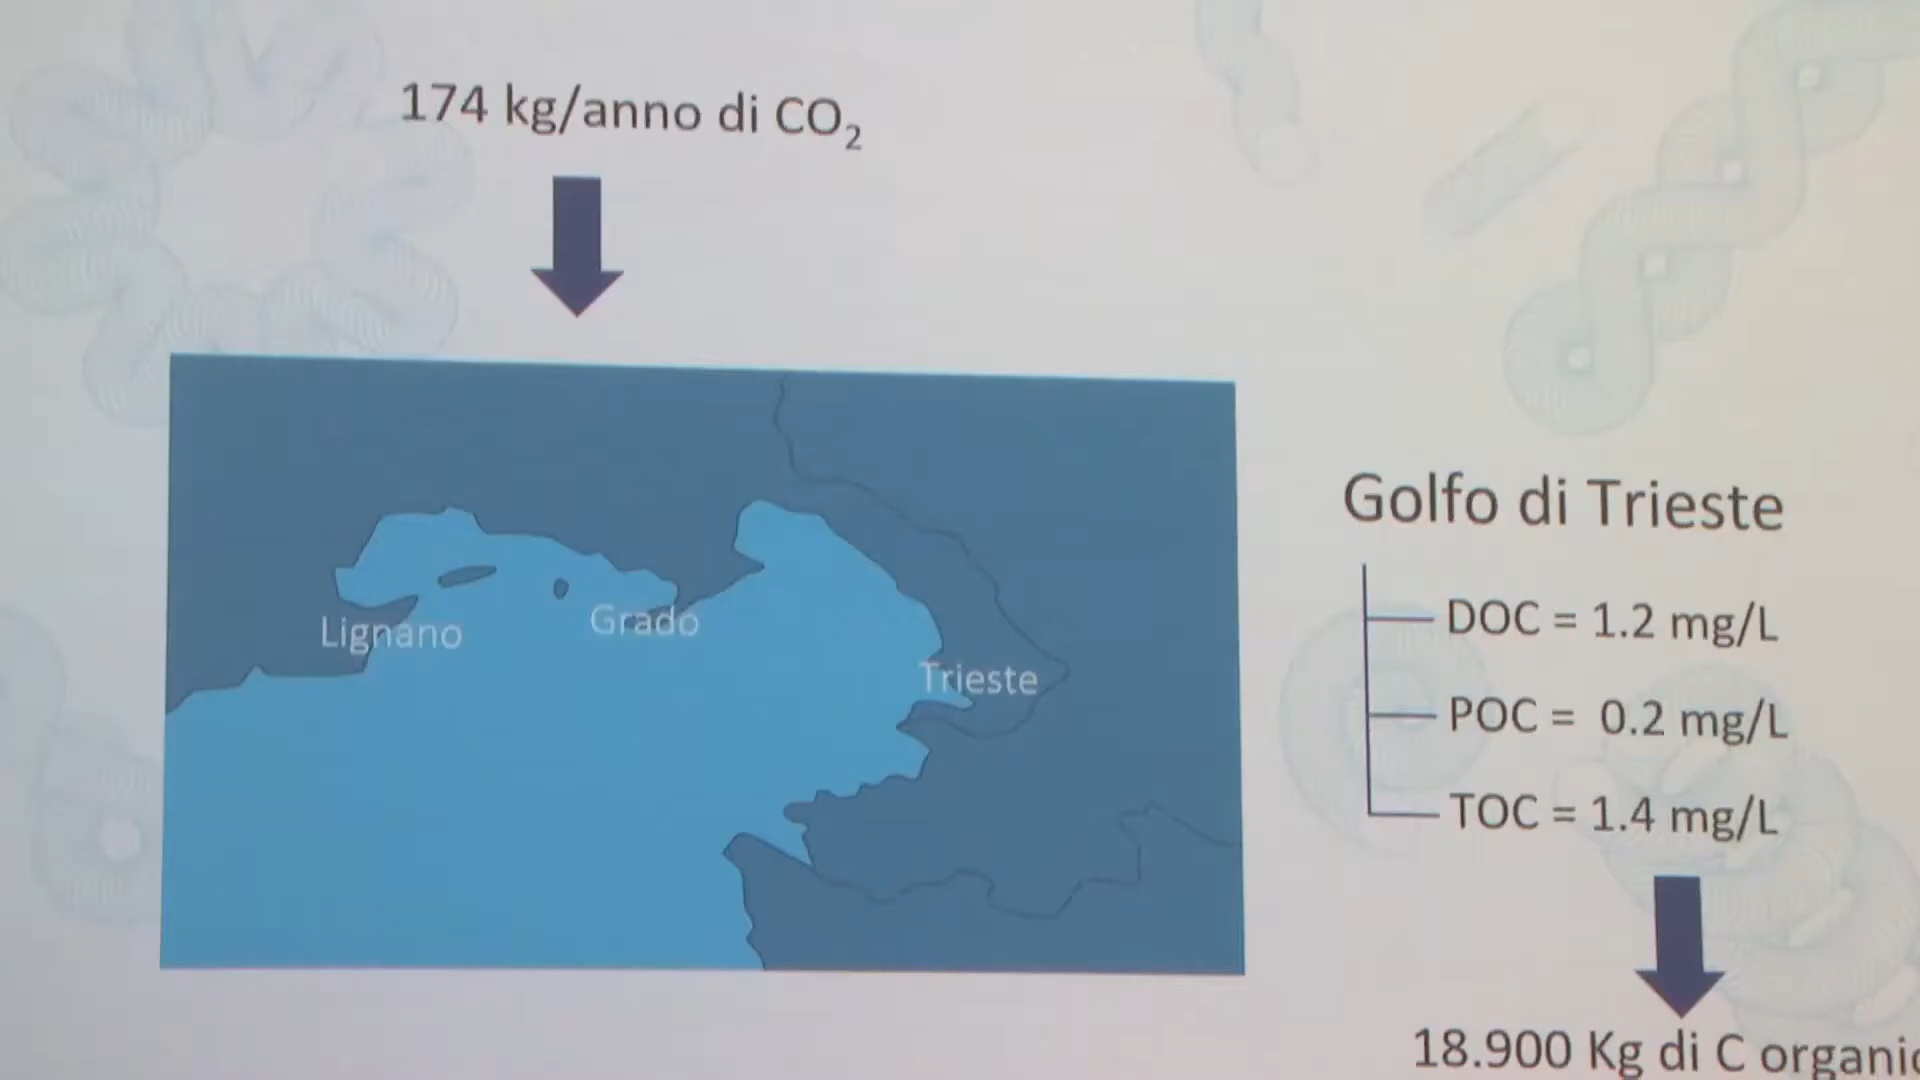 174 kg/anno di CO₂
Lignano
Grado
Trieste
Golfo di Trieste
DOC = 1.2 mg/L
POC = 0.2 mg/L
TOC = 1.4 mg/L
18.900 Kg di C organic